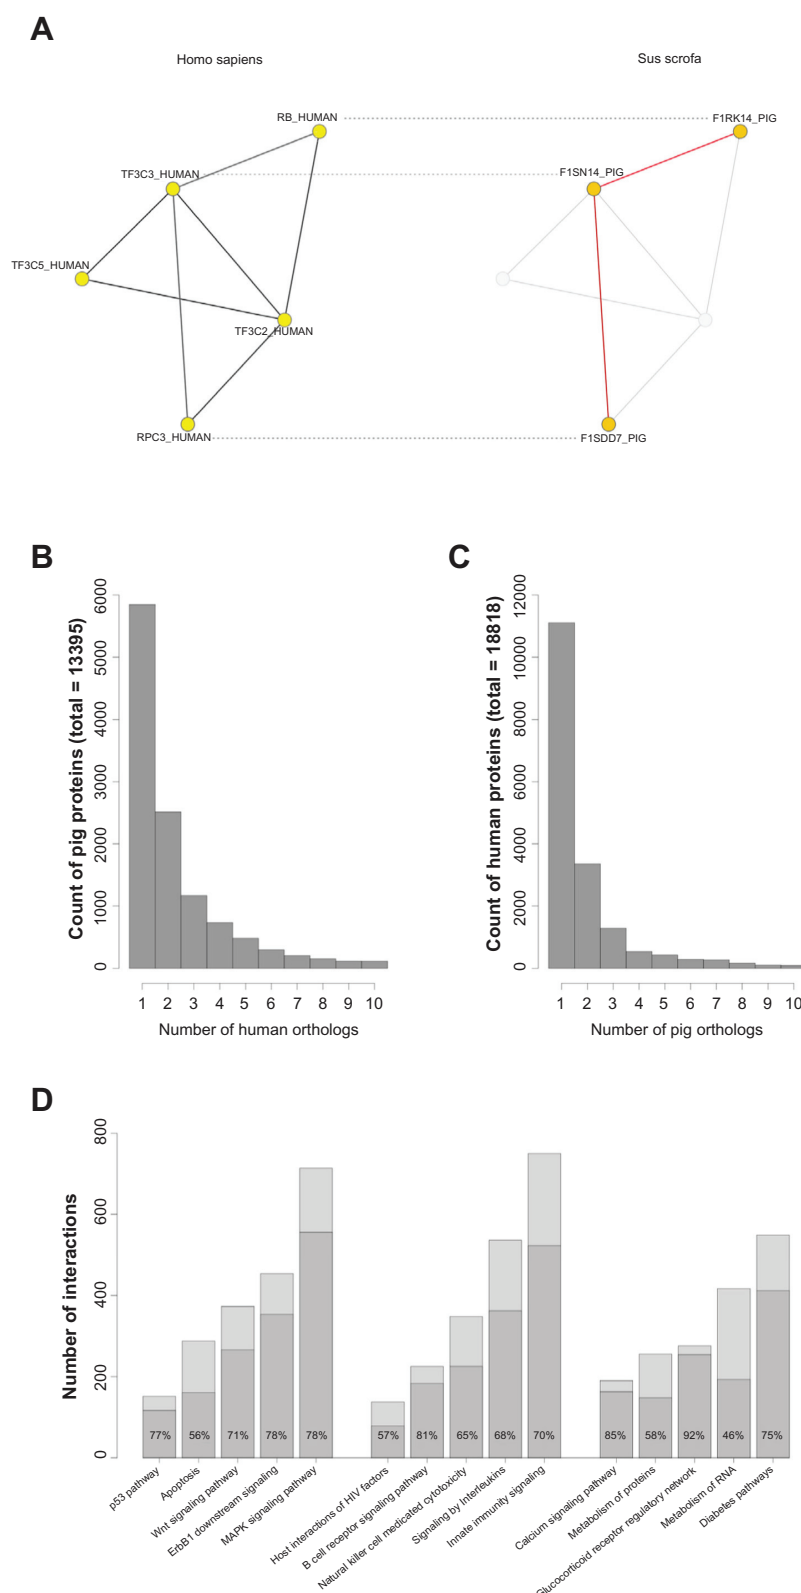 A
Homo sapiens
Sus scrofa
RB_HUMAN
F1RK14_PIG
TF3C3_HUMAN
F1SN14_PIG
TF3C5_HUMAN
TF3C2_HUMAN
RPC3_HUMAN
F1SDD7_PIG
B
Count of pig proteins (total = 13395)
6000
5000
4000
3000
2000
1000
0
1 2 3 4 5 6 7 8 9 10
Number of human orthologs
C
Count of human proteins (total = 18818)
12000
10000
8000
6000
4000
2000
0
1 2 3 4 5 6 7 8 9 10
Number of pig orthologs
D
Number of interactions
800
600
400
200
0
77% 56% 71% 78% 78% 57% 81% 65% 68% 70% 85% 58% 92% 46% 75%
p53 pathway
Apoptosis
Wnt signaling pathway
ErbB1 downstream signaling
MAPK signaling pathway
Host interactions of HIV factors
B cell receptor signaling pathway
Natural killer cell medicated cytotoxicity
Signaling by Interleukins
Innate immunity signaling
Calcium signaling pathway
Metabolism of proteins
Glucocorticoid receptor regulatory network
Metabolism of RNA
Diabetes pathways